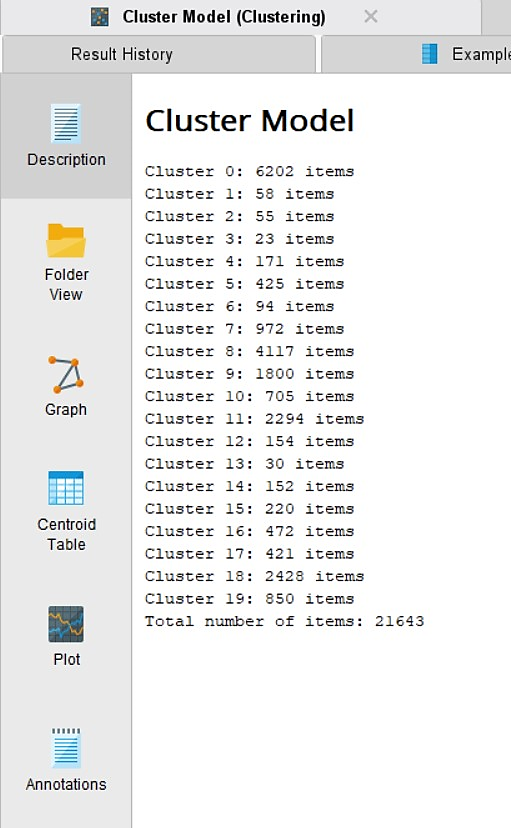 Cluster Model (Clustering)
Result History
Example
Description
Folder
View
Graph
Centroid
Table
Plot
Annotations
Cluster Model
Cluster 0: 6202 items
Cluster 1: 58 items
Cluster 2: 55 items
Cluster 3: 23 items
Cluster 4: 171 items
Cluster 5: 425 items
Cluster 6: 94 items
Cluster 7: 972 items
Cluster 8: 4117 items
Cluster 9: 1800 items
Cluster 10: 705 items
Cluster 11: 2294 items
Cluster 12: 154 items
Cluster 13: 30 items
Cluster 14: 152 items
Cluster 15: 220 items
Cluster 16: 472 items
Cluster 17: 421 items
Cluster 18: 2428 items
Cluster 19: 850 items
Total number of items: 21643